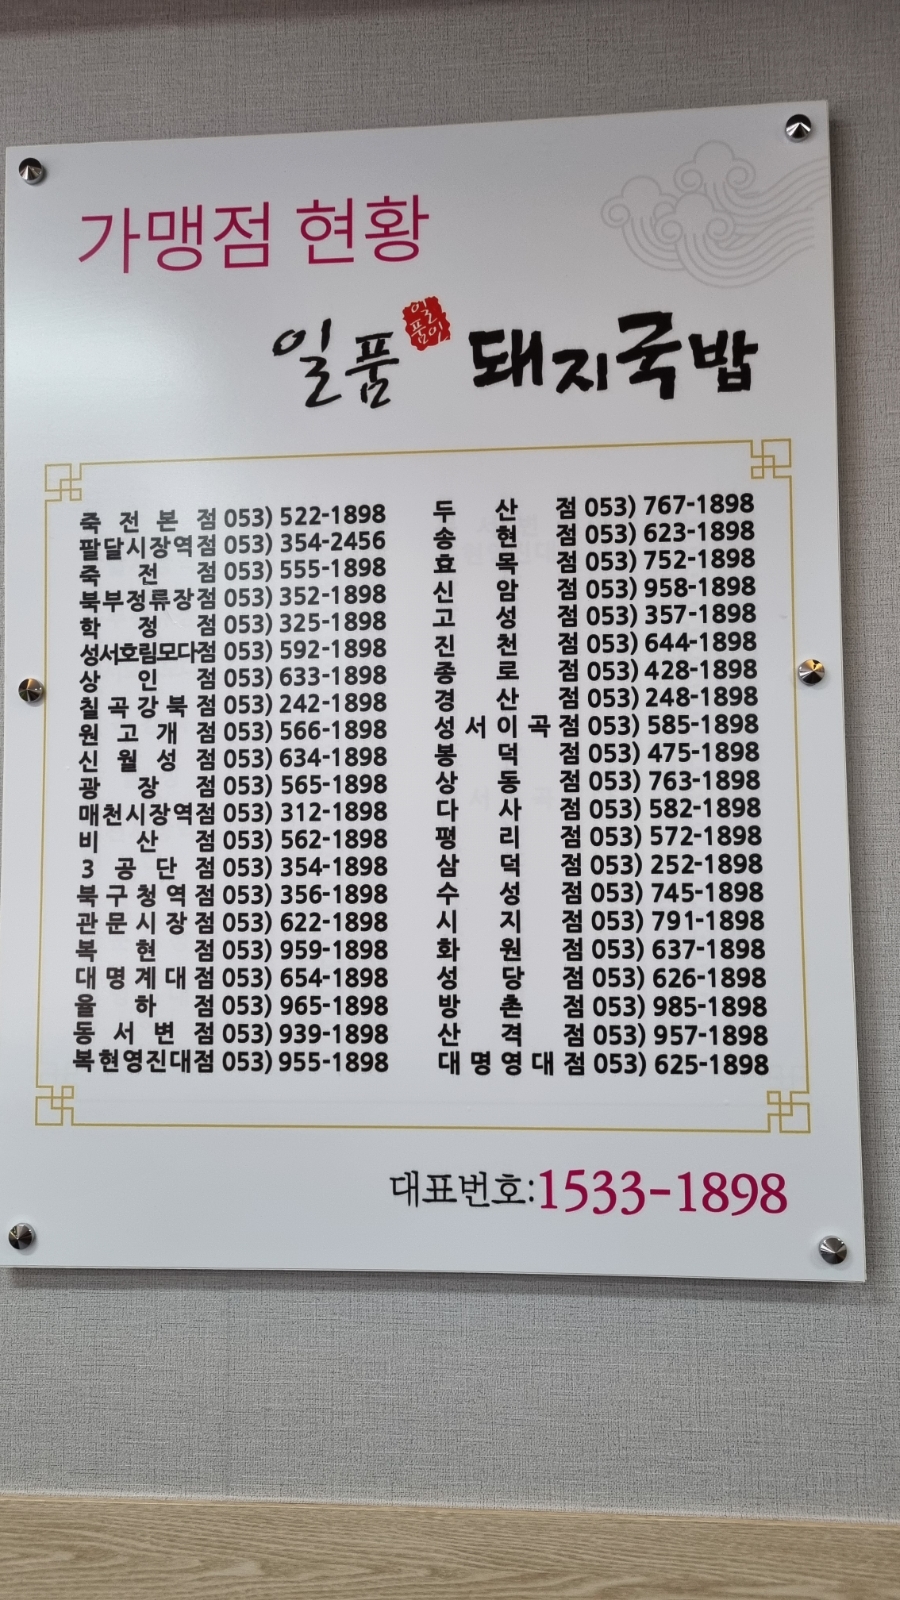 가맹점 현황
일품 일품이 돼지국밥
죽전본점 053) 522-1898
팔달시장역점 053) 354-2456
죽전점 053) 555-1898
북부정류장점 053) 352-1898
학정점 053) 325-1898
성서호림모다점 053) 592-1898
상인점 053) 633-1898
칠곡강북점 053) 242-1898
원고개점 053) 566-1898
신월성점 053) 634-1898
광장점 053) 565-1898
매천시장역점 053) 312-1898
비산점 053) 562-1898
3공단점 053) 354-1898
북구청역점 053) 356-1898
관문시장점 053) 622-1898
복현점 053) 959-1898
대명계대점 053) 654-1898
율하점 053) 965-1898
동서변점 053) 939-1898
복현영진대점 053) 955-1898
두산점 053) 767-1898
송현점 053) 623-1898
효목점 053) 752-1898
신암점 053) 958-1898
고성점 053) 357-1898
진천점 053) 644-1898
종로점 053) 428-1898
경산점 053) 248-1898
성서이곡점 053) 585-1898
봉덕점 053) 475-1898
상동점 053) 763-1898
다사점 053) 582-1898
평리점 053) 572-1898
삼덕점 053) 252-1898
수성점 053) 745-1898
시지점 053) 791-1898
화원점 053) 637-1898
성당점 053) 626-1898
방촌점 053) 985-1898
산격점 053) 957-1898
대명영대점 053) 625-1898
대표번호:1533-1898